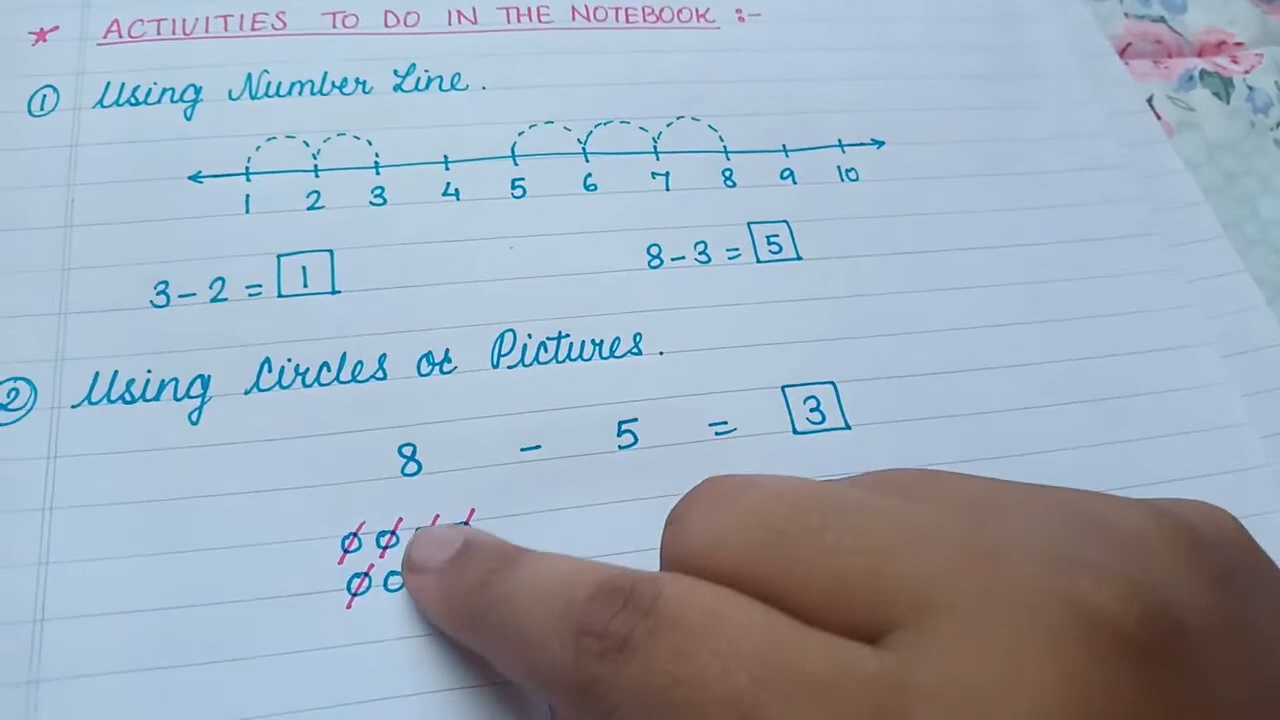 * ACTIVITIES TO DO IN THE NOTEBOOK :-
① Using Number Line.
1 2 3 4 5 6 7 8 9 10
3 - 2 = 1
8 - 3 = 5
② Using Circles or Pictures.
8 - 5 = 3